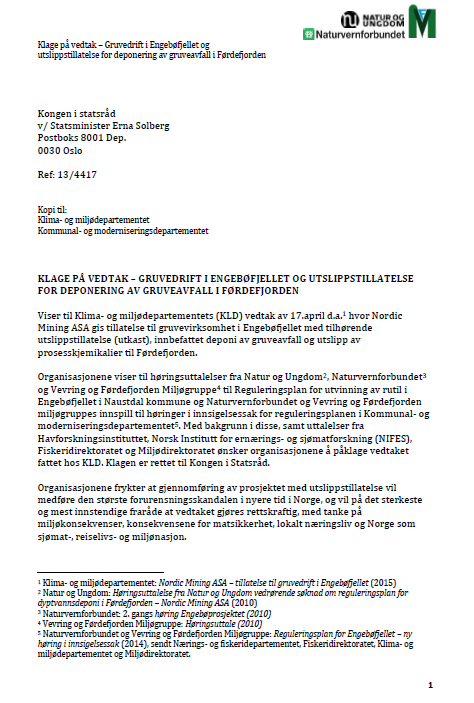 NATUR OG
UNGDOM
Naturvernforbundet
Klage på vedtak – Gruvedrift i Engebøfjellet og
utslippstillatelse for deponering av gruveavfall i Førdefjorden
Kongen i statsråd
v/ Statsminister Erna Solberg
Postboks 8001 Dep.
0030 Oslo
Ref: 13/4417
Kopi til:
Klima- og miljødepartementet
Kommunal- og moderniseringsdepartementet
KLAGE PÅ VEDTAK – GRUVEDRIFT I ENGEBØFJELLET OG UTSLIPPSTILLATELSE
FOR DEPONERING AV GRUVEAVFALL I FØRDEFJORDEN
Viser til Klima- og miljødepartementets (KLD) vedtak av 17.april d.a.¹ hvor Nordic
Mining ASA gis tillatelse til gruvevirksomhet i Engebøfjellet med tilhørende
utslippstillatelse (utkast), innbefattet deponi av gruveavfall og utslipp av
prosesskjemikalier til Førdefjorden.
Organisasjonene viser til høringsuttalelser fra Natur og Ungdom², Naturvernforbundet³
og Vevring og Førdefjorden Miljøgruppe⁴ til Reguleringsplan for utvinning av rutil i
Engebøfjellet i Naustdal kommune og Naturvernforbundet og Vevring og Førdefjorden
miljøgruppes innspill til høringer i innsigelsessak for reguleringsplanen i Kommunal- og
moderniseringsdepartementet⁵. Med bakgrunn i disse, samt uttalelser fra
Havforskningsinstituttet, Norsk Institutt for ernærings- og sjømatforskning (NIFES),
Fiskeridirektoratet og Miljødirektoratet ønsker organisasjonene å påklage vedtaket
fattet hos KLD. Klagen er rettet til Kongen i Statsråd.
Organisasjonene frykter at gjennomføring av prosjektet med utslippstillatelse vil
medføre den største forurensningsskandalen i nyere tid i Norge, og vil på det sterkeste
og mest innstendige fraråde at vedtaket gjøres rettskraftig, med tanke på
miljøkonsekvenser, konsekvensene for matsikkerhet, lokalt næringsliv og Norge som
sjømat-, reiselivs- og miljønasjon.
¹ Klima- og miljødepartementet: Nordic Mining ASA – tillatelse til gruvedrift i Engebøfjellet (2015)
² Natur og Ungdom: Høringsuttalelse fra Natur og Ungdom vedrørende søknad om reguleringsplan for
dyptvannsdeponi i Førdefjorden – Nordic Mining ASA (2010)
³ Naturvernforbundet: 2. gangs høring Engebøprosjektet (2010)
⁴ Vevring og Førdefjorden Miljøgruppe: Høringsuttale (2010)
⁵ Naturvernforbundet og Vevring og Førdefjorden Miljøgruppe: Reguleringsplan for Engebøfjellet – ny
høring i innsigelsessak (2014), sendt Nærings- og fiskeridepartementet, Fiskeridirektoratet, Klima- og
miljødepartementet og Miljødirektoratet.
1